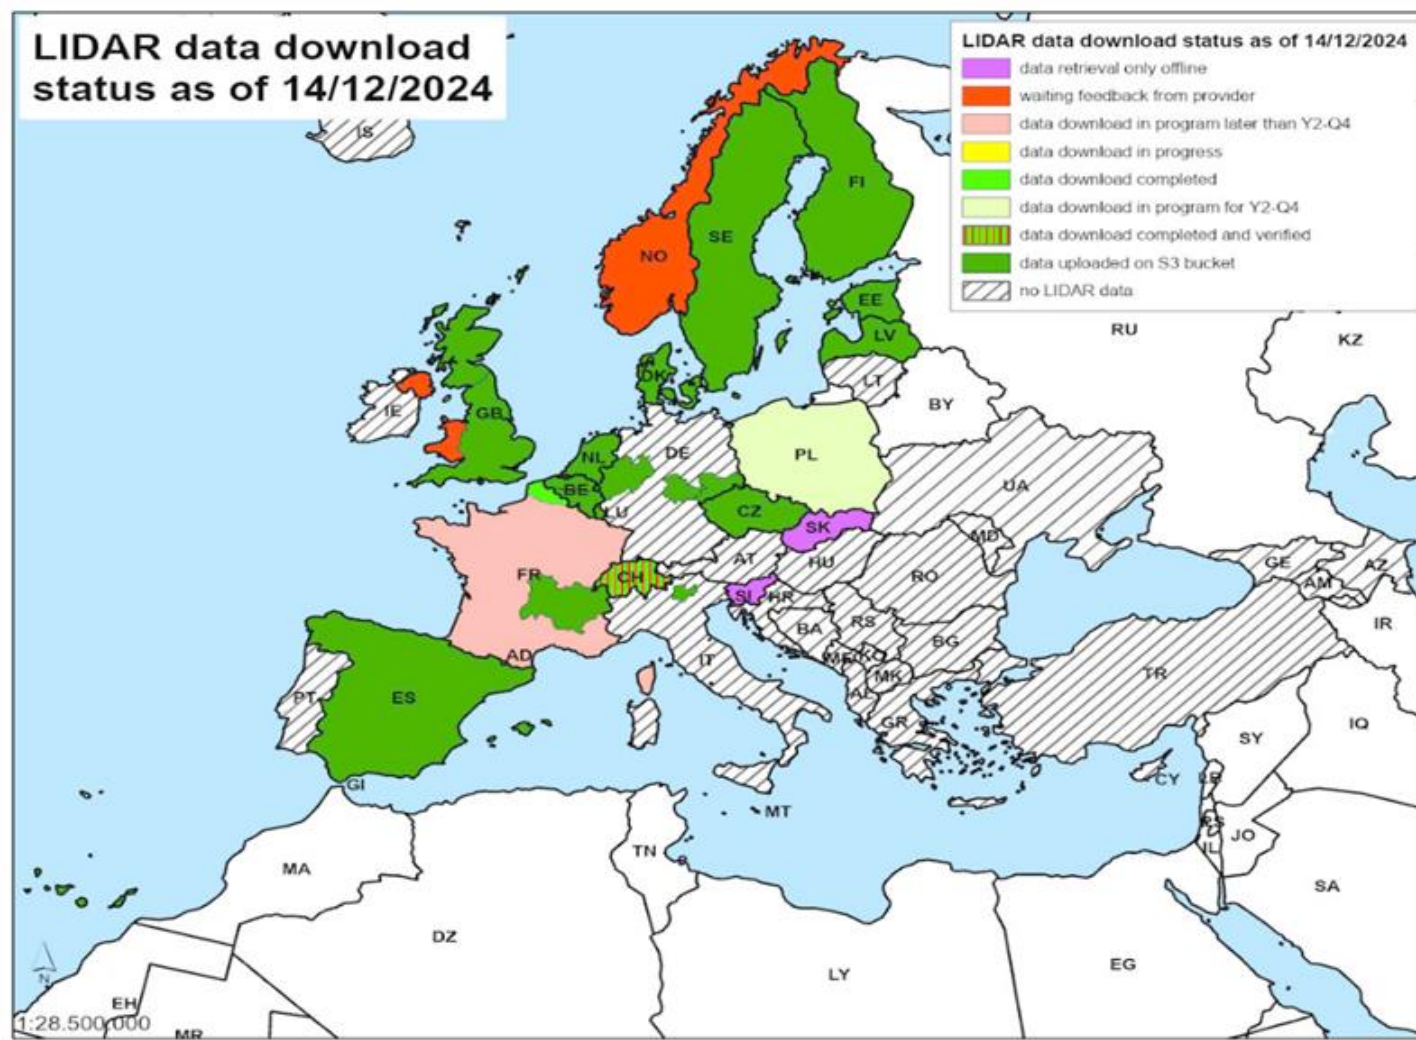 LIDAR data download
status as of 14/12/2024
LIDAR data download status as of 14/12/2024
data retrieval only offline
waiting feedback from provider
data download in program later than Y2-Q4
data download in progress
data download completed
data download in program for Y2-Q4
data download completed and verified
data uploaded on S3 bucket
no LIDAR data
IS
FI
SE
NO
EE
LV
RU
KZ
DK
LT
BY
IE
GB
NL
DE
PL
BE
UA
LU
CZ
SK
MD
AT
HU
FR
CH
RO
GE
AZ
AM
SI
HR
BA
RS
IR
BG
AD
IT
ME
KO
MK
TR
PT
ES
AL
GR
SY
IQ
GI
CY
LB
MT
PS
JO
IL
TN
MA
SA
DZ
LY
EG
N
EH
1:28.500.000
MR